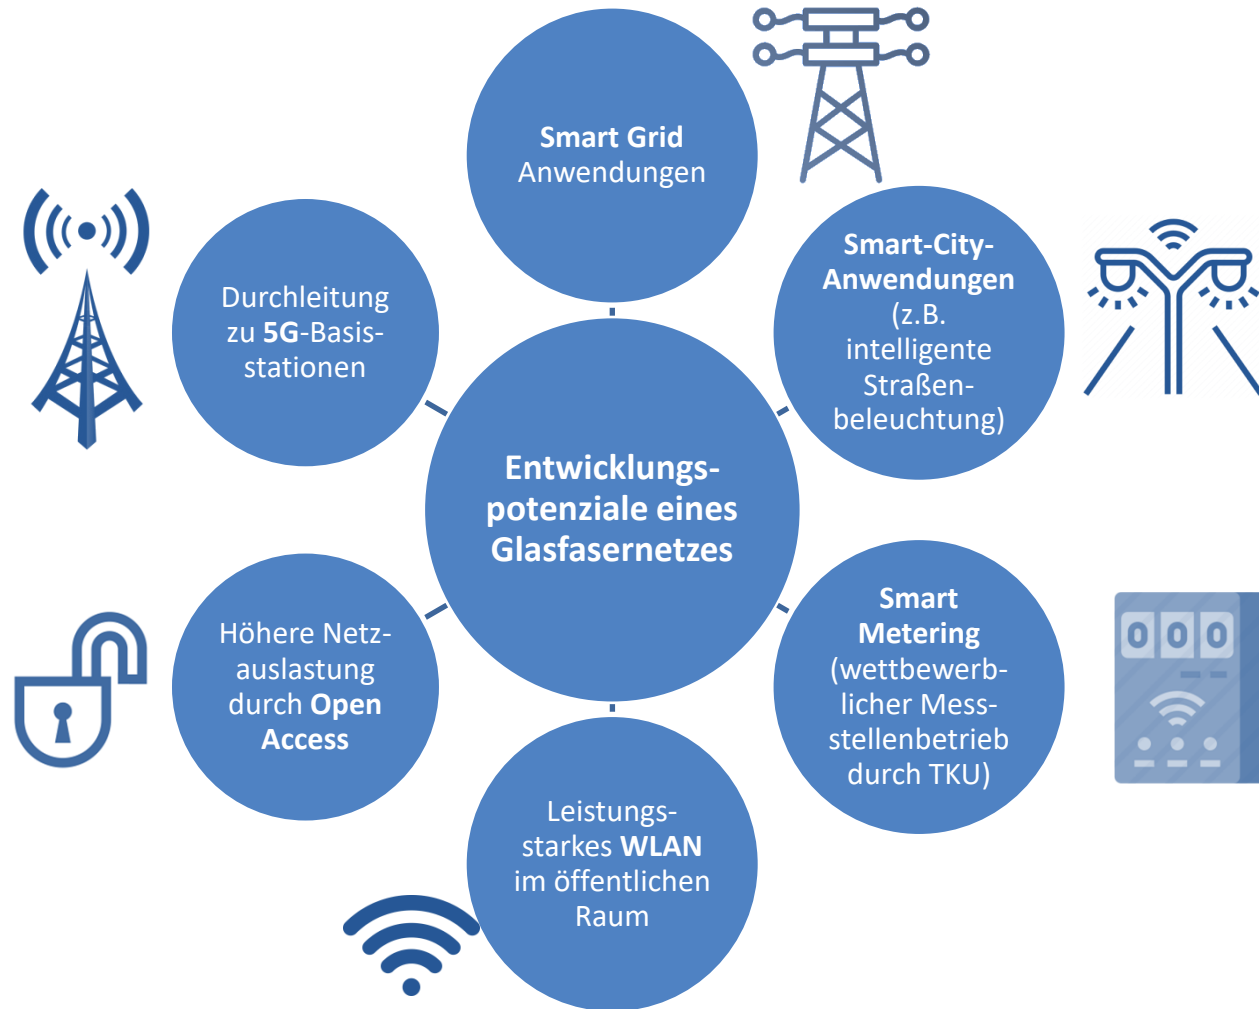 Smart Grid
Anwendungen
Smart-City-
Anwendungen
(z.B.
intelligente
Straßen-
beleuchtung)
Durchleitung
zu 5G-Basis-
stationen
Entwicklungs-
potenziale eines
Glasfasernetzes
Smart
Metering
(wettbewerb-
licher Mess-
stellenbetrieb
durch TKU)
000
Höhere Netz-
auslastung
durch Open
Access
Leistungs-
starkes WLAN
im öffentlichen
Raum